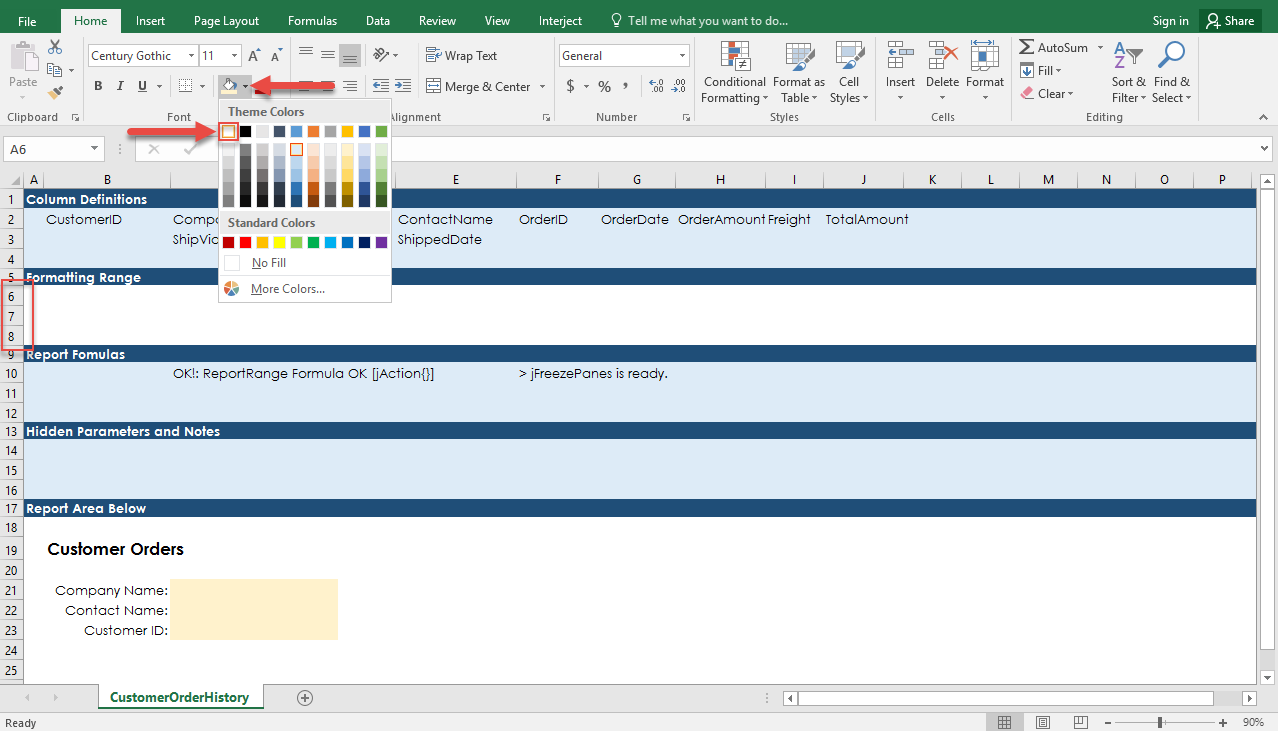 File Home Insert Page Layout Formulas Data Review View Interject Tell me what you want to do... Sign in Share
Century Gothic 11 Wrap Text General AutoSum
Paste B I U Merge & Center $ % , Conditional Formatting Format as Table Cell Styles Insert Delete Format Fill Sort & Filter Find & Select
Clear
Clipboard Font Alignment Number Styles Cells Editing
Theme Colors
A6
A B E F G H I J K L M N O P
1 Column Definitions
2 CustomerID Compa ContactName OrderID OrderDate OrderAmount Freight TotalAmount
Standard Colors
3 ShipVia ShippedDate
4
No Fill
5 Formatting Range
More Colors...
6
7
8
9 Report Fomulas
10 OK!: ReportRange Formula OK [jAction{}] > jFreezePanes is ready.
11
12
13 Hidden Parameters and Notes
14
15
16
17 Report Area Below
18
19 Customer Orders
20
21 Company Name:
22 Contact Name:
23 Customer ID:
24
25
CustomerOrderHistory
Ready 90%